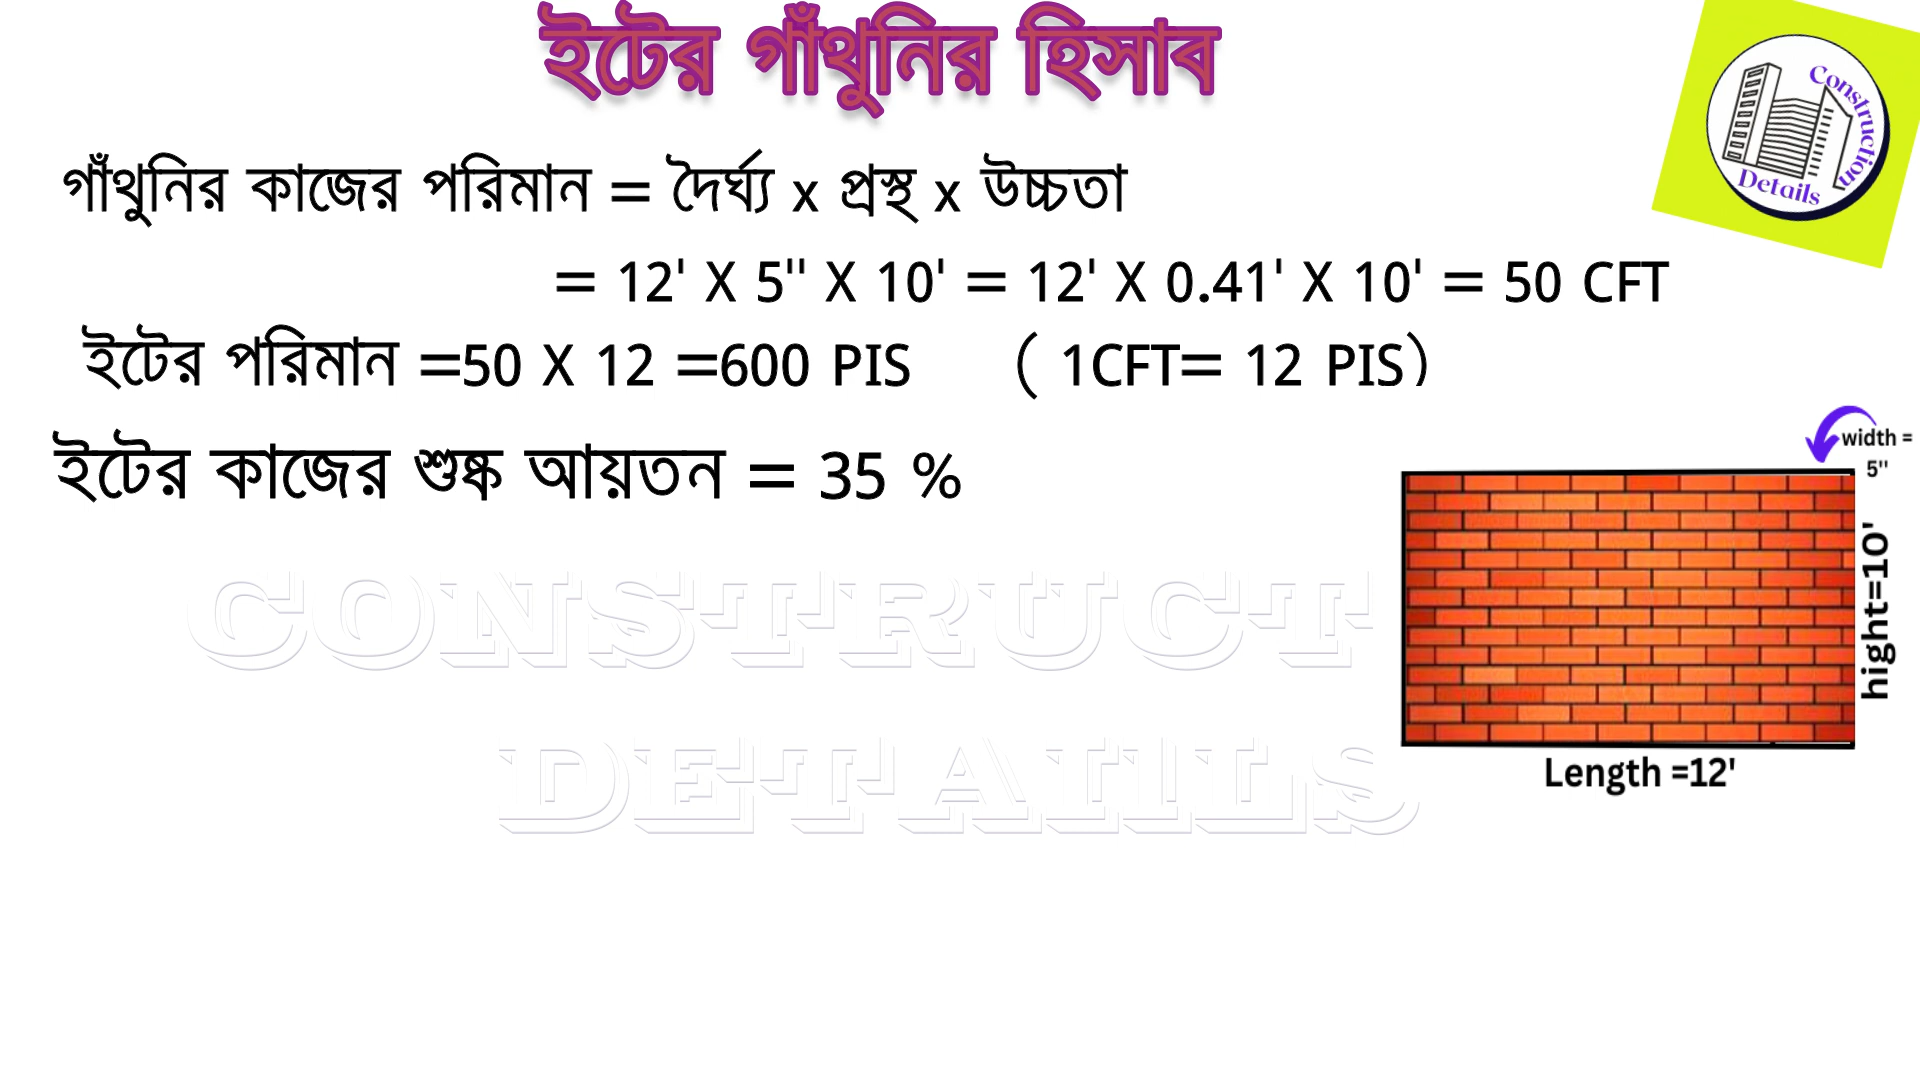 ইটের গাঁথুনির হিসাব
Construction
Details
গাঁথুনির কাজের পরিমান = দৈর্ঘ্য x প্রস্থ x উচ্চতা
= 12' X 5'' X 10' = 12' X 0.41' X 10' = 50 CFT
ইটের পরিমান =50 X 12 =600 PIS ( 1CFT= 12 PIS)
ইটের কাজের শুষ্ক আয়তন = 35 %
width =
5''
hight=10'
Length =12'
CONSTRUCT
DETAILS